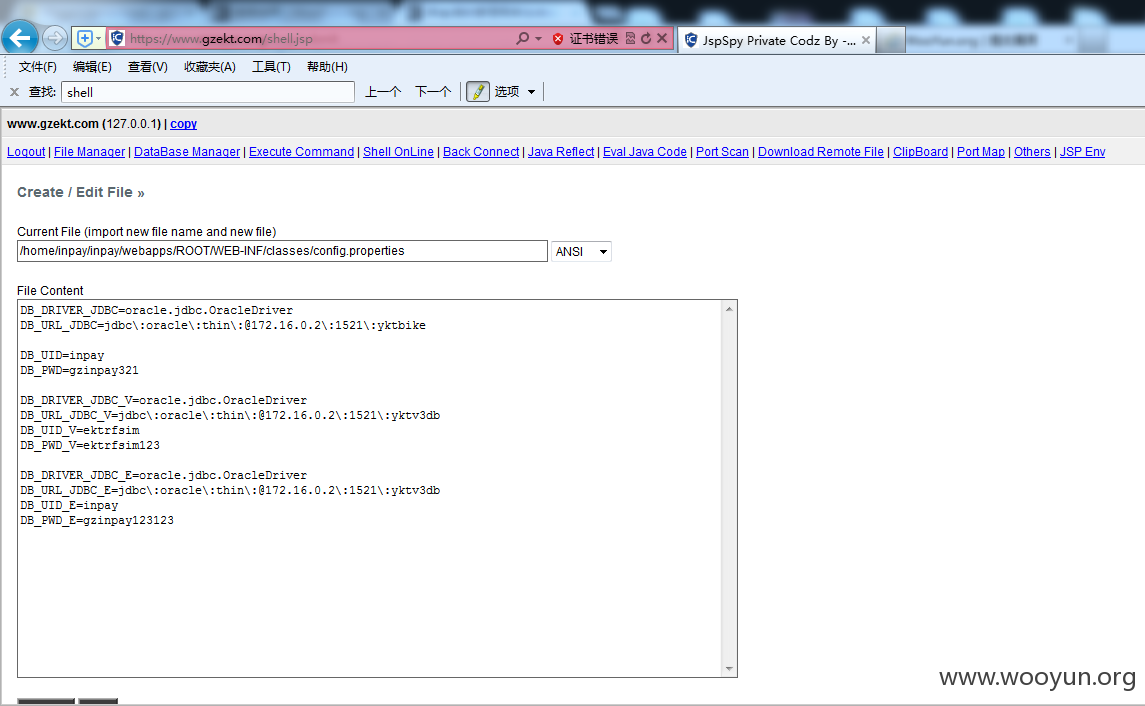 https://www.gzekt.com/shell.jsp
证书错误
JspSpy Private Codz By -...
文件(F) 编辑(E) 查看(V) 收藏夹(A) 工具(T) 帮助(H)
查找: shell 上一个 下一个 选项
www.gzekt.com (127.0.0.1) | copy
Logout | File Manager | DataBase Manager | Execute Command | Shell OnLine | Back Connect | Java Reflect | Eval Java Code | Port Scan | Download Remote File | ClipBoard | Port Map | Others | JSP Env
Create / Edit File »
Current File (import new file name and new file)
/home/inpay/inpay/webapps/ROOT/WEB-INF/classes/config.properties ANSI
File Content
DB_DRIVER_JDBC=oracle.jdbc.OracleDriver
DB_URL_JDBC=jdbc\:oracle\:thin\:@172.16.0.2\:1521\:yktbike
DB_UID=inpay
DB_PWD=gzinpay321
DB_DRIVER_JDBC_V=oracle.jdbc.OracleDriver
DB_URL_JDBC_V=jdbc\:oracle\:thin\:@172.16.0.2\:1521\:yktv3db
DB_UID_V=ektrfsim
DB_PWD_V=ektrfsim123
DB_DRIVER_JDBC_E=oracle.jdbc.OracleDriver
DB_URL_JDBC_E=jdbc\:oracle\:thin\:@172.16.0.2\:1521\:yktv3db
DB_UID_E=inpay
DB_PWD_E=gzinpay123123
www.wooyun.org